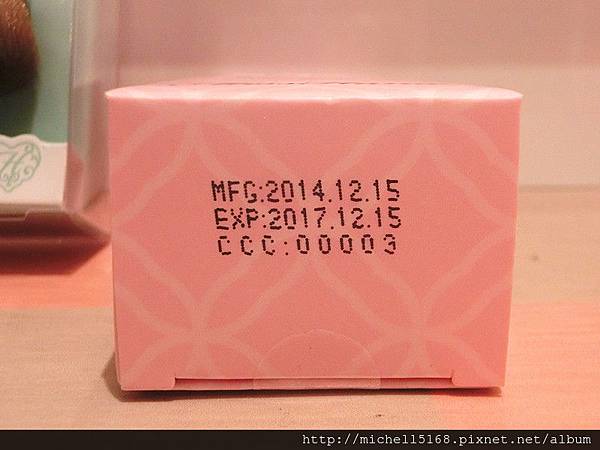 MFG:2014.12.15
EXP:2017.12.15
CCC:00003
http://michell5168.pixnet.net/album